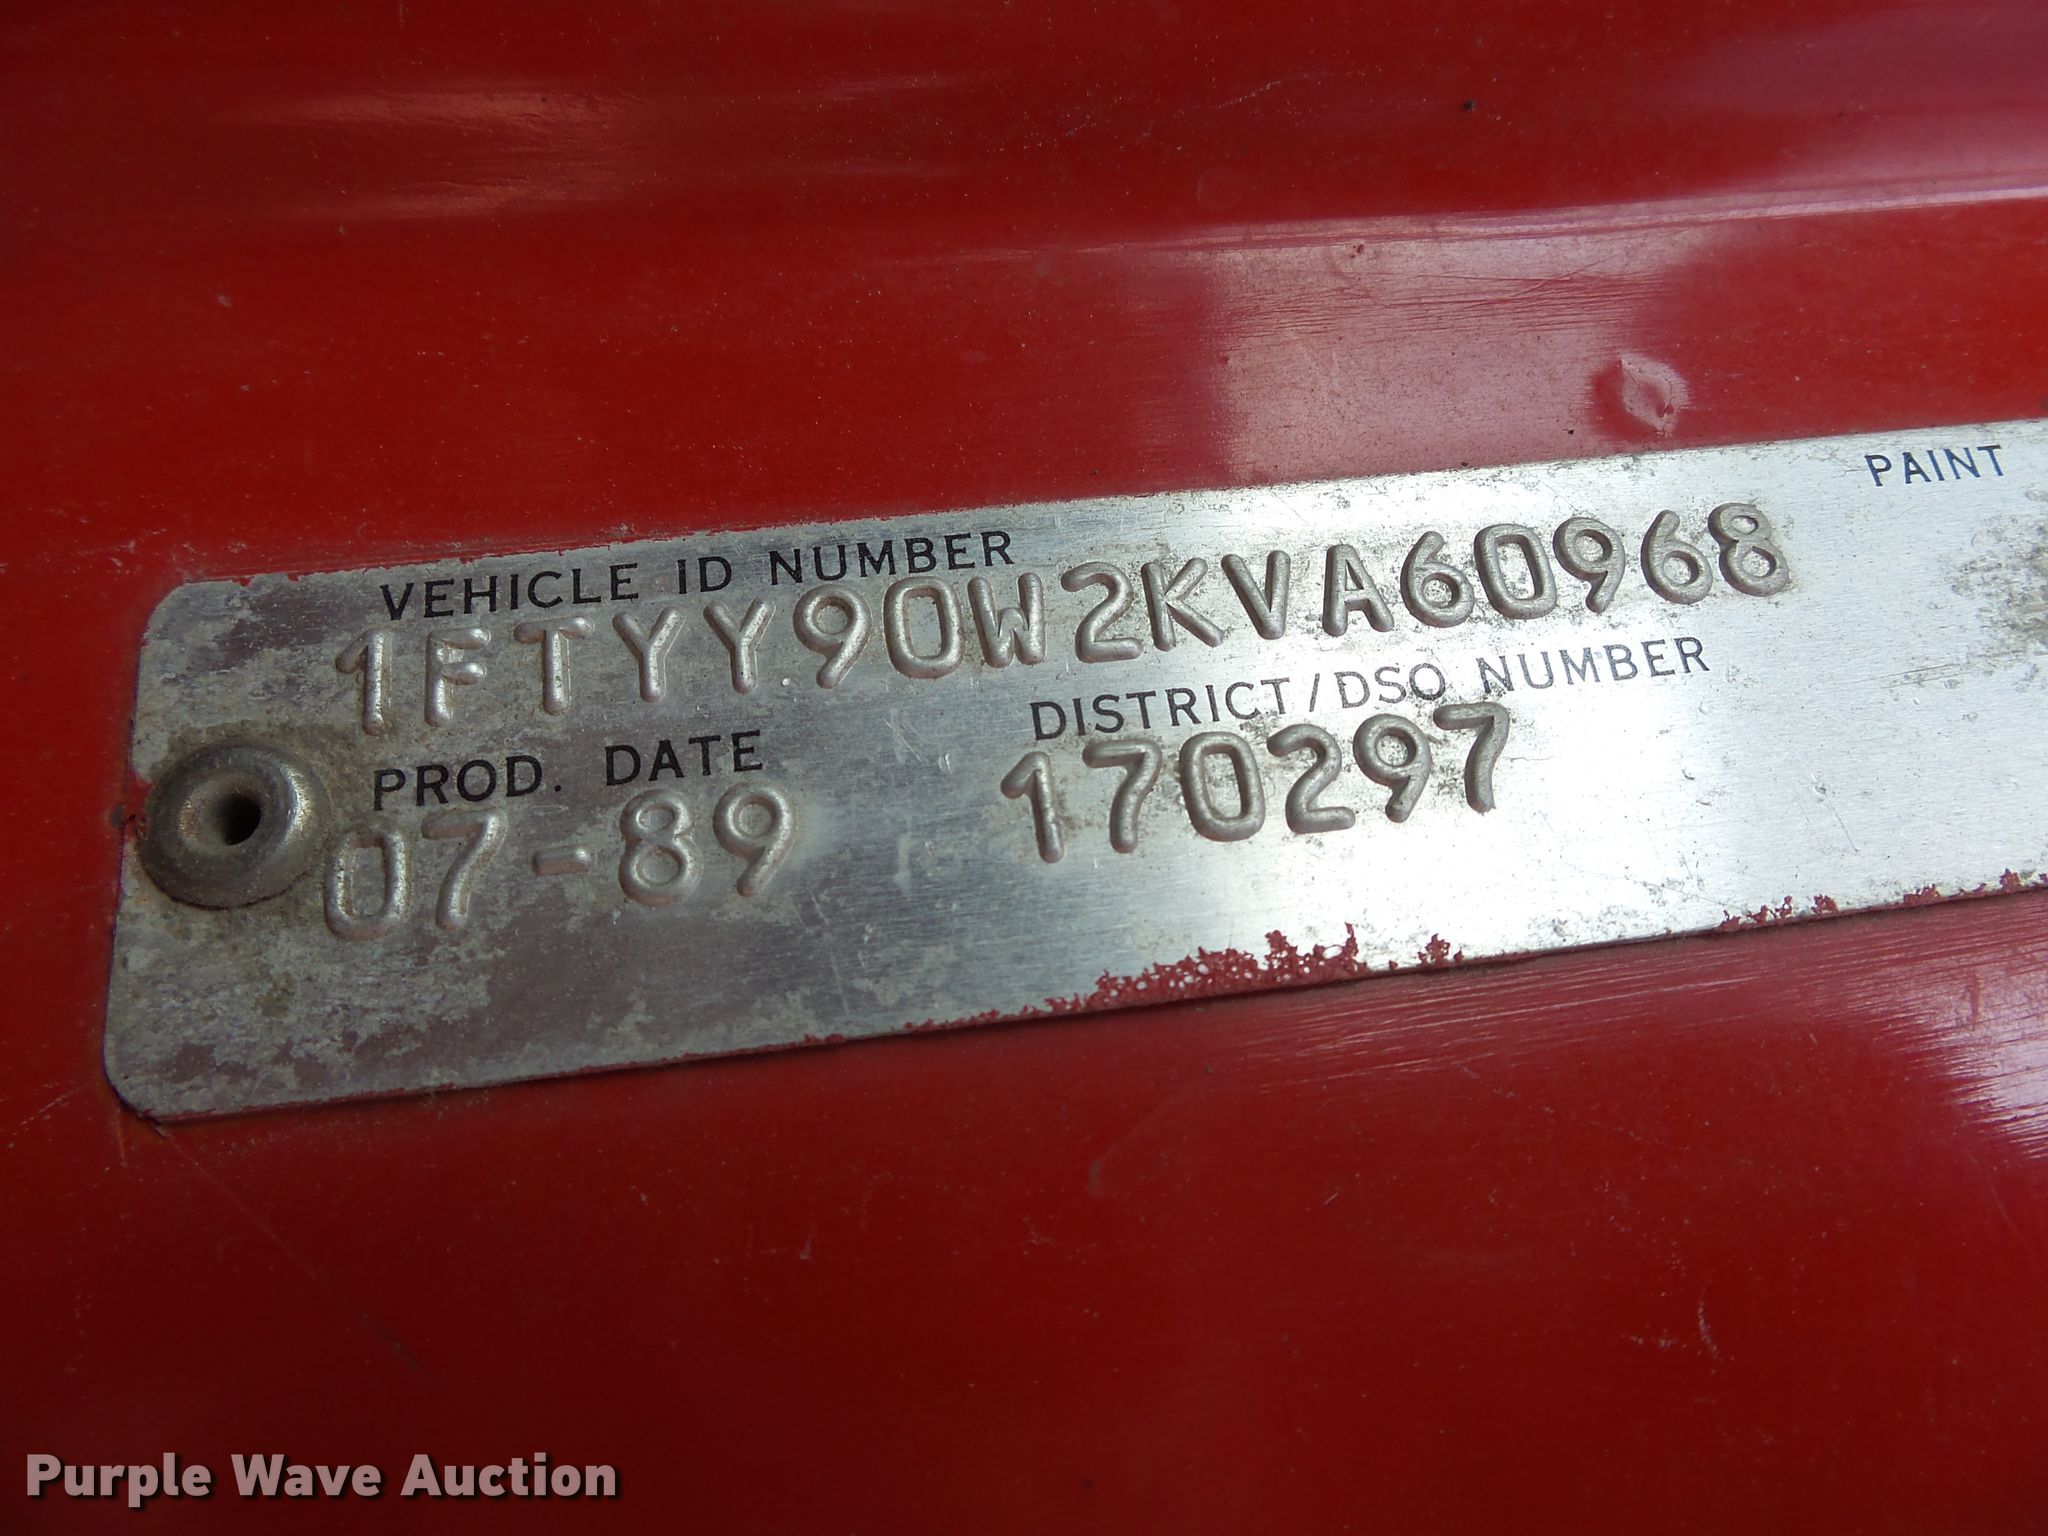 PAINT
VEHICLE ID NUMBER
1FTYY90W2KVA60968
PROD. DATE DISTRICT/DSO NUMBER
07-89 170297
Purple Wave Auction